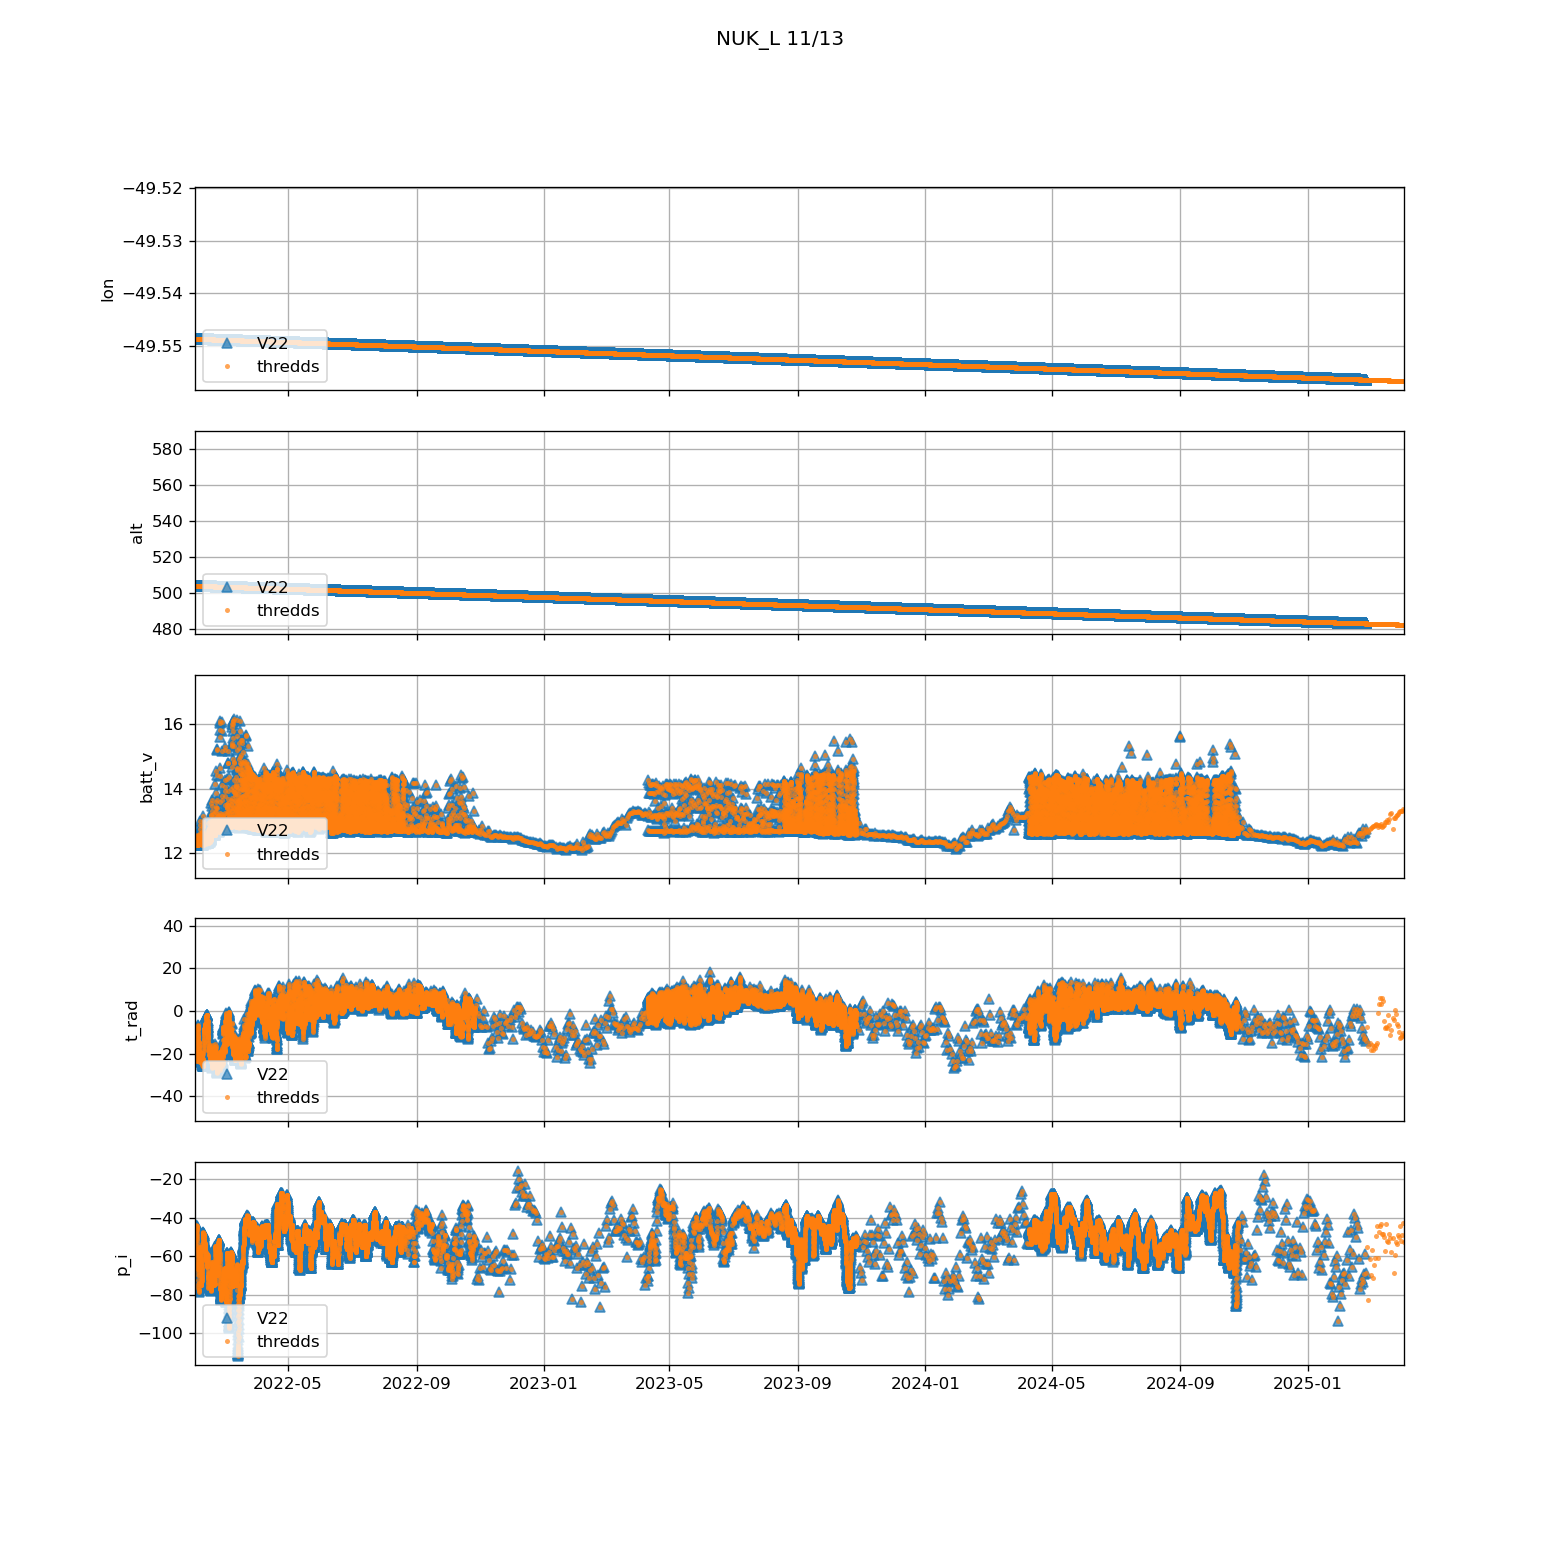 NUK_L 11/13
−49.52
−49.53
−49.54
−49.55
lon
V22
thredds
580
560
540
520
500
480
alt
V22
thredds
16
14
12
batt_v
V22
thredds
40
20
0
−20
−40
t_rad
V22
thredds
−20
−40
−60
−80
−100
p_i
V22
thredds
2022-05 2022-09 2023-01 2023-05 2023-09 2024-01 2024-05 2024-09 2025-01